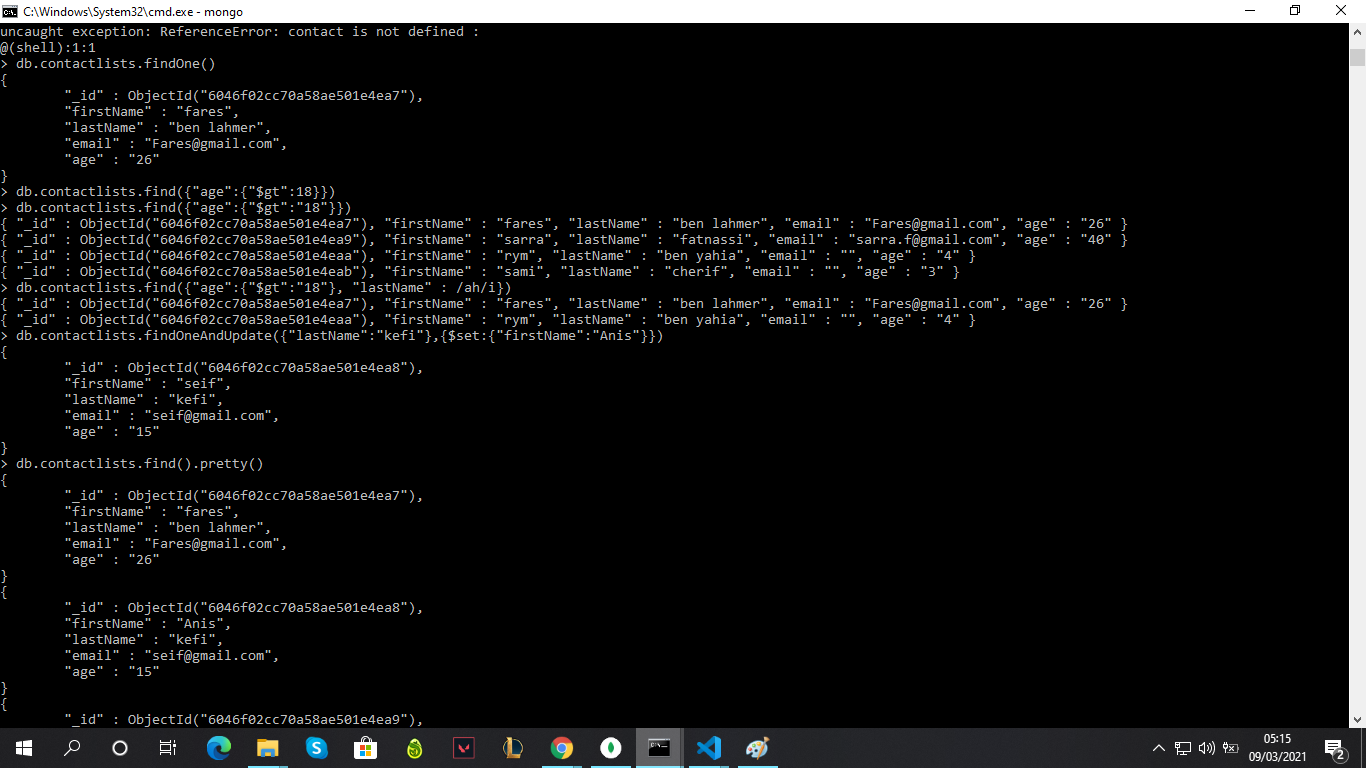 C:\Windows\System32\cmd.exe - mongo
uncaught exception: ReferenceError: contact is not defined :
@(shell):1:1
> db.contactlists.findOne()
{
        "_id" : ObjectId("6046f02cc70a58ae501e4ea7"),
        "firstName" : "fares",
        "lastName" : "ben lahmer",
        "email" : "Fares@gmail.com",
        "age" : "26"
}
> db.contactlists.find({"age":{"$gt":18}})
> db.contactlists.find({"age":{"$gt":"18"}})
{ "_id" : ObjectId("6046f02cc70a58ae501e4ea7"), "firstName" : "fares", "lastName" : "ben lahmer", "email" : "Fares@gmail.com", "age" : "26" }
{ "_id" : ObjectId("6046f02cc70a58ae501e4ea9"), "firstName" : "sarra", "lastName" : "fatnassi", "email" : "sarra.f@gmail.com", "age" : "40" }
{ "_id" : ObjectId("6046f02cc70a58ae501e4eaa"), "firstName" : "rym", "lastName" : "ben yahia", "email" : "", "age" : "4" }
{ "_id" : ObjectId("6046f02cc70a58ae501e4eab"), "firstName" : "sami", "lastName" : "cherif", "email" : "", "age" : "3" }
> db.contactlists.find({"age":{"$gt":"18"}, "lastName" : /ah/i})
{ "_id" : ObjectId("6046f02cc70a58ae501e4ea7"), "firstName" : "fares", "lastName" : "ben lahmer", "email" : "Fares@gmail.com", "age" : "26" }
{ "_id" : ObjectId("6046f02cc70a58ae501e4eaa"), "firstName" : "rym", "lastName" : "ben yahia", "email" : "", "age" : "4" }
> db.contactlists.findOneAndUpdate({"lastName":"kefi"},{$set:{"firstName":"Anis"}})
{
        "_id" : ObjectId("6046f02cc70a58ae501e4ea8"),
        "firstName" : "seif",
        "lastName" : "kefi",
        "email" : "seif@gmail.com",
        "age" : "15"
}
> db.contactlists.find().pretty()
{
        "_id" : ObjectId("6046f02cc70a58ae501e4ea7"),
        "firstName" : "fares",
        "lastName" : "ben lahmer",
        "email" : "Fares@gmail.com",
        "age" : "26"
}
{
        "_id" : ObjectId("6046f02cc70a58ae501e4ea8"),
        "firstName" : "Anis",
        "lastName" : "kefi",
        "email" : "seif@gmail.com",
        "age" : "15"
}
{
        "_id" : ObjectId("6046f02cc70a58ae501e4ea9"),
05:15
09/03/2021
2